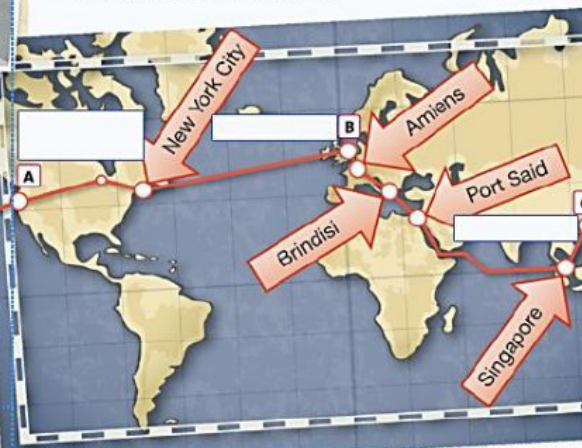 New York City
Amiens
B
Port Said
A
Brindisi
Singapore